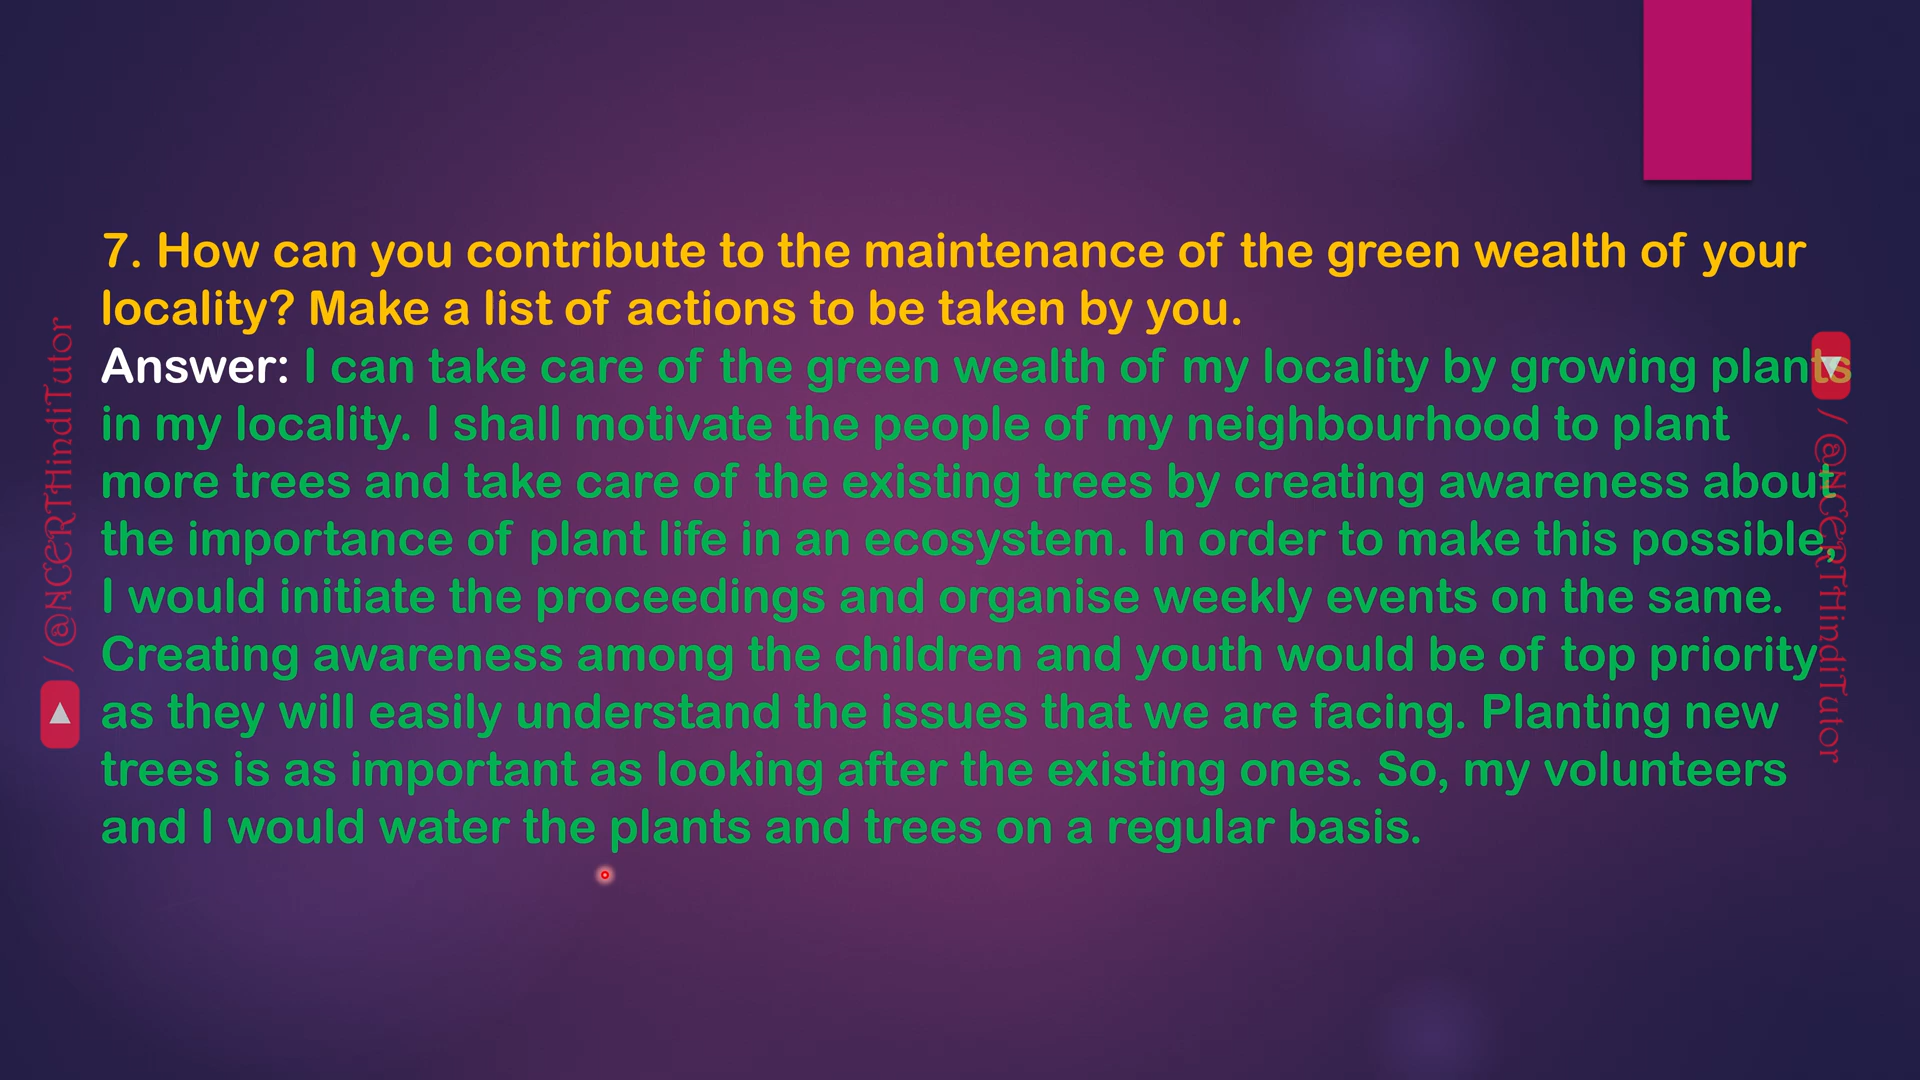 7. How can you contribute to the maintenance of the green wealth of your
locality? Make a list of actions to be taken by you.
Answer: I can take care of the green wealth of my locality by growing plants
in my locality. I shall motivate the people of my neighbourhood to plant
more trees and take care of the existing trees by creating awareness about
the importance of plant life in an ecosystem. In order to make this possible,
I would initiate the proceedings and organise weekly events on the same.
Creating awareness among the children and youth would be of top priority
as they will easily understand the issues that we are facing. Planting new
trees is as important as looking after the existing ones. So, my volunteers
and I would water the plants and trees on a regular basis.
/ @NCERTHindiTutor
/ @NCERTHindiTutor